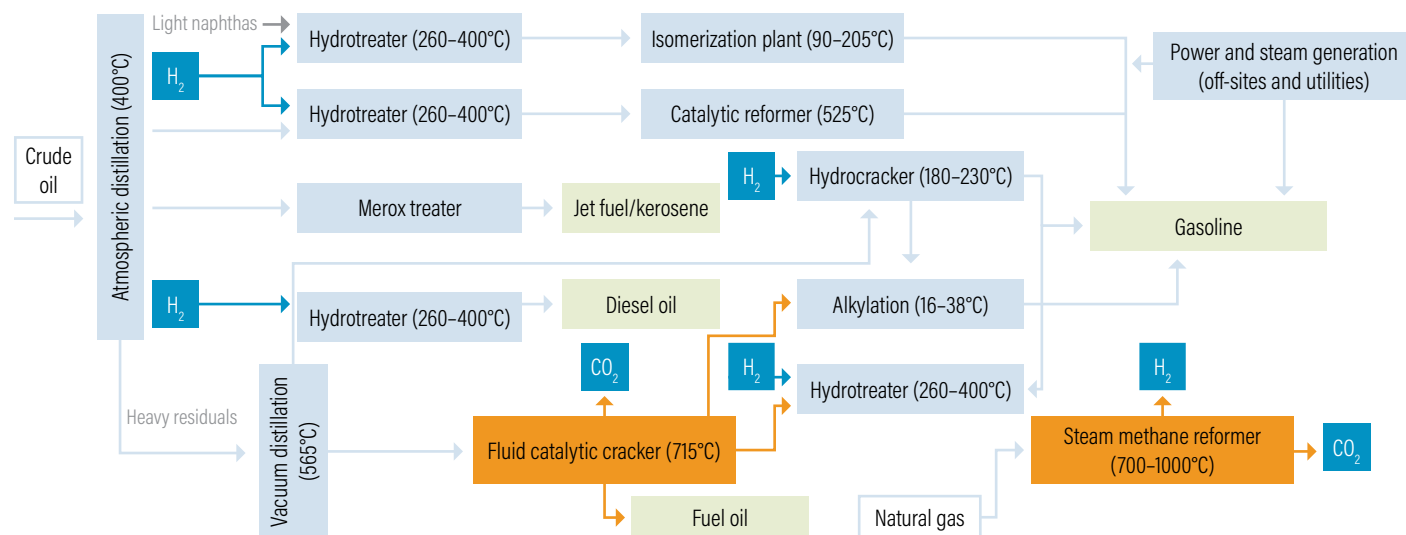 Light naphthas
Hydrotreater (260–400°C)
Isomerization plant (90–205°C)
Power and steam generation
(off-sites and utilities)
H₂
Hydrotreater (260–400°C)
Catalytic reformer (525°C)
Crude
oil
Atmospheric distillation (400°C)
H₂
Hydrocracker (180–230°C)
Merox treater
Jet fuel/kerosene
Gasoline
H₂
Hydrotreater (260–400°C)
Diesel oil
Alkylation (16–38°C)
CO₂
H₂
Hydrotreater (260–400°C)
H₂
Heavy residuals
Vacuum distillation
(565°C)
Fluid catalytic cracker (715°C)
Steam methane reformer
(700–1000°C)
CO₂
Fuel oil
Natural gas